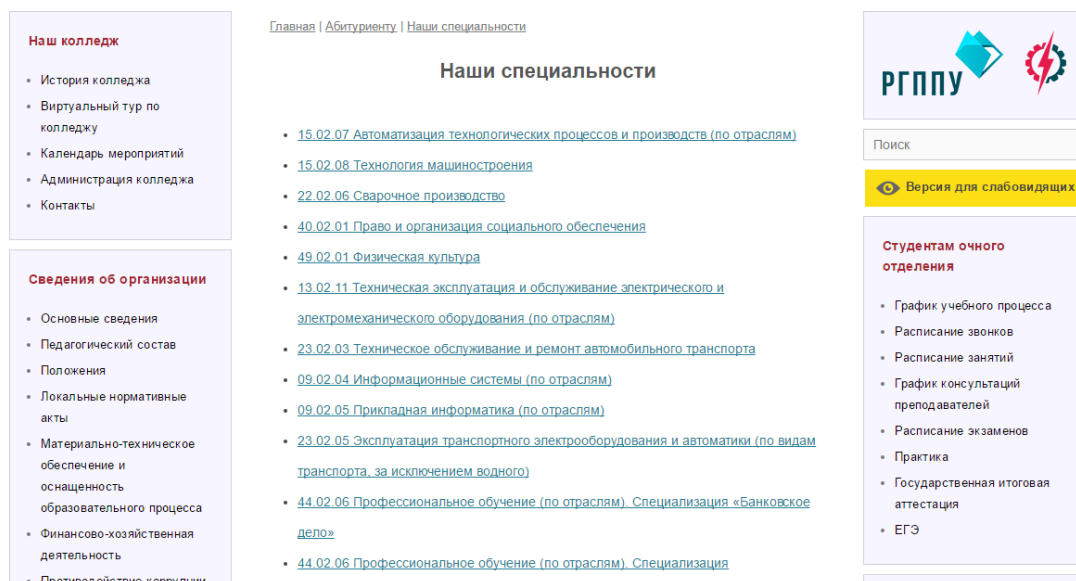 Наш колледж
История колледжа
Виртуальный тур по
колледжу
Календарь мероприятий
Администрация колледжа
Контакты
Сведения об организации
Основные сведения
Педагогический состав
Положения
Локальные нормативные
акты
Материально-техническое
обеспечение и
оснащенность
образовательного процесса
Финансово-хозяйственная
деятельность
Противодействие коррупции
Главная | Абитуриенту | Наши специальности
Наши специальности
15.02.07 Автоматизация технологических процессов и производств (по отраслям)
15.02.08 Технология машиностроения
22.02.06 Сварочное производство
40.02.01 Право и организация социального обеспечения
49.02.01 Физическая культура
13.02.11 Техническая эксплуатация и обслуживание электрического и
электромеханического оборудования (по отраслям)
23.02.03 Техническое обслуживание и ремонт автомобильного транспорта
09.02.04 Информационные системы (по отраслям)
09.02.05 Прикладная информатика (по отраслям)
23.02.05 Эксплуатация транспортного электрооборудования и автоматики (по видам
транспорта, за исключением водного)
44.02.06 Профессиональное обучение (по отраслям). Специализация «Банковское
дело»
44.02.06 Профессиональное обучение (по отраслям). Специализация
РГППУ
Поиск
Версия для слабовидящих
Студентам очного
отделения
График учебного процесса
Расписание звонков
Расписание занятий
График консультаций
преподавателей
Расписание экзаменов
Практика
Государственная итоговая
аттестация
ЕГЭ